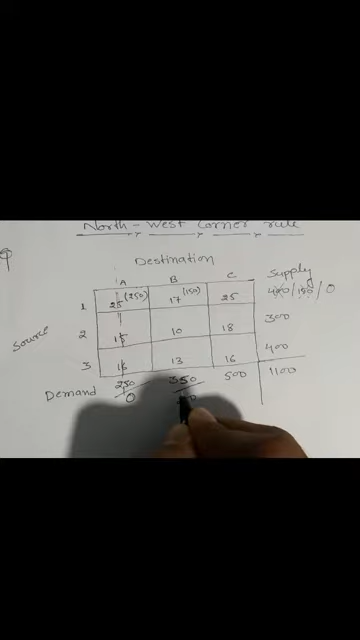 North-West Corner rule
Q
Destination
A B C Supply
1 25 (250) 17 (150) 25 400/150/0
Source
2 15 10 18 300
3 16 13 16 400
Demand 250 350 500 1100
0